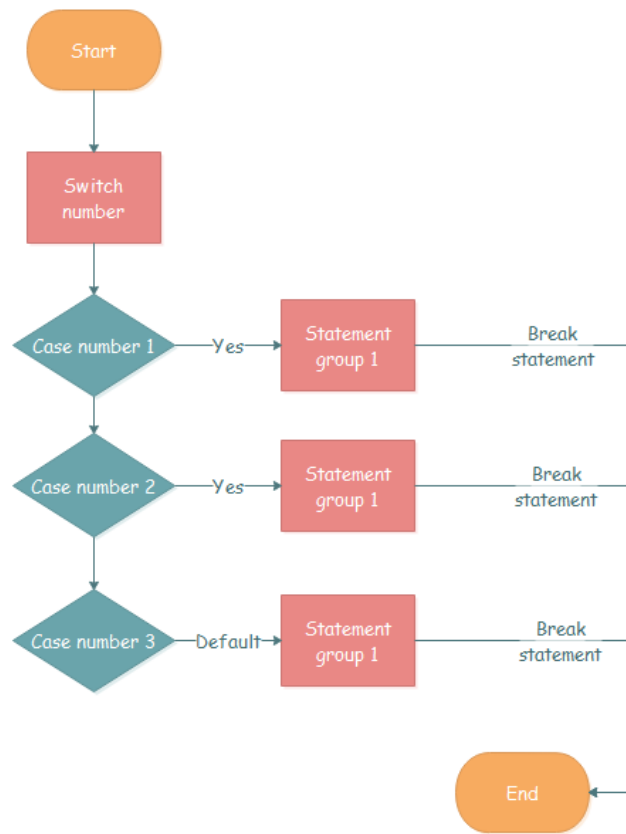 Start
Switch
number
Case number 1
Yes
Statement
group 1
Break
statement
Case number 2
Yes
Statement
group 1
Break
statement
Case number 3
Default
Statement
group 1
Break
statement
End